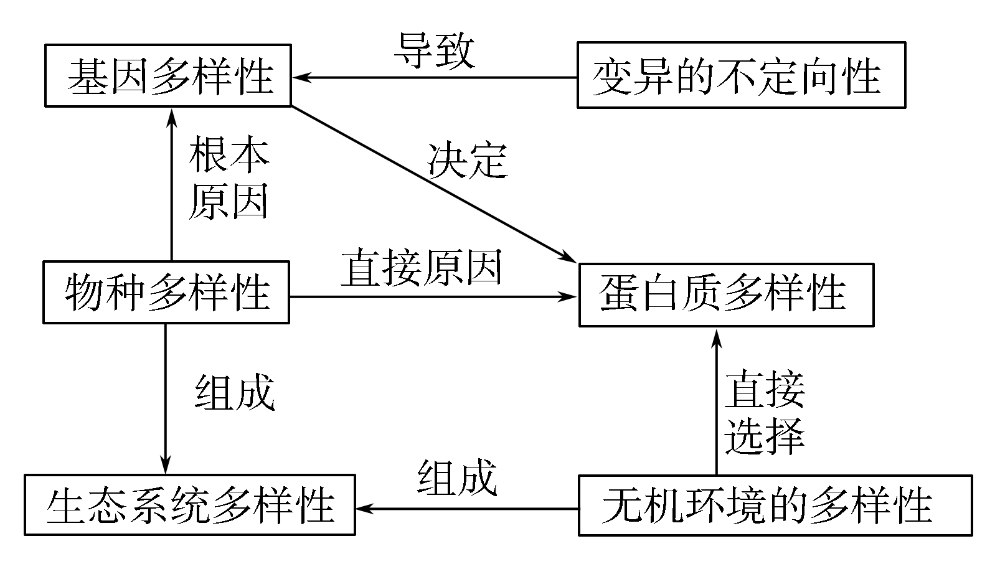 导致
基因多样性
变异的不定向性
根本
原因
决定
直接原因
物种多样性
蛋白质多样性
组成
直接
选择
组成
生态系统多样性
无机环境的多样性